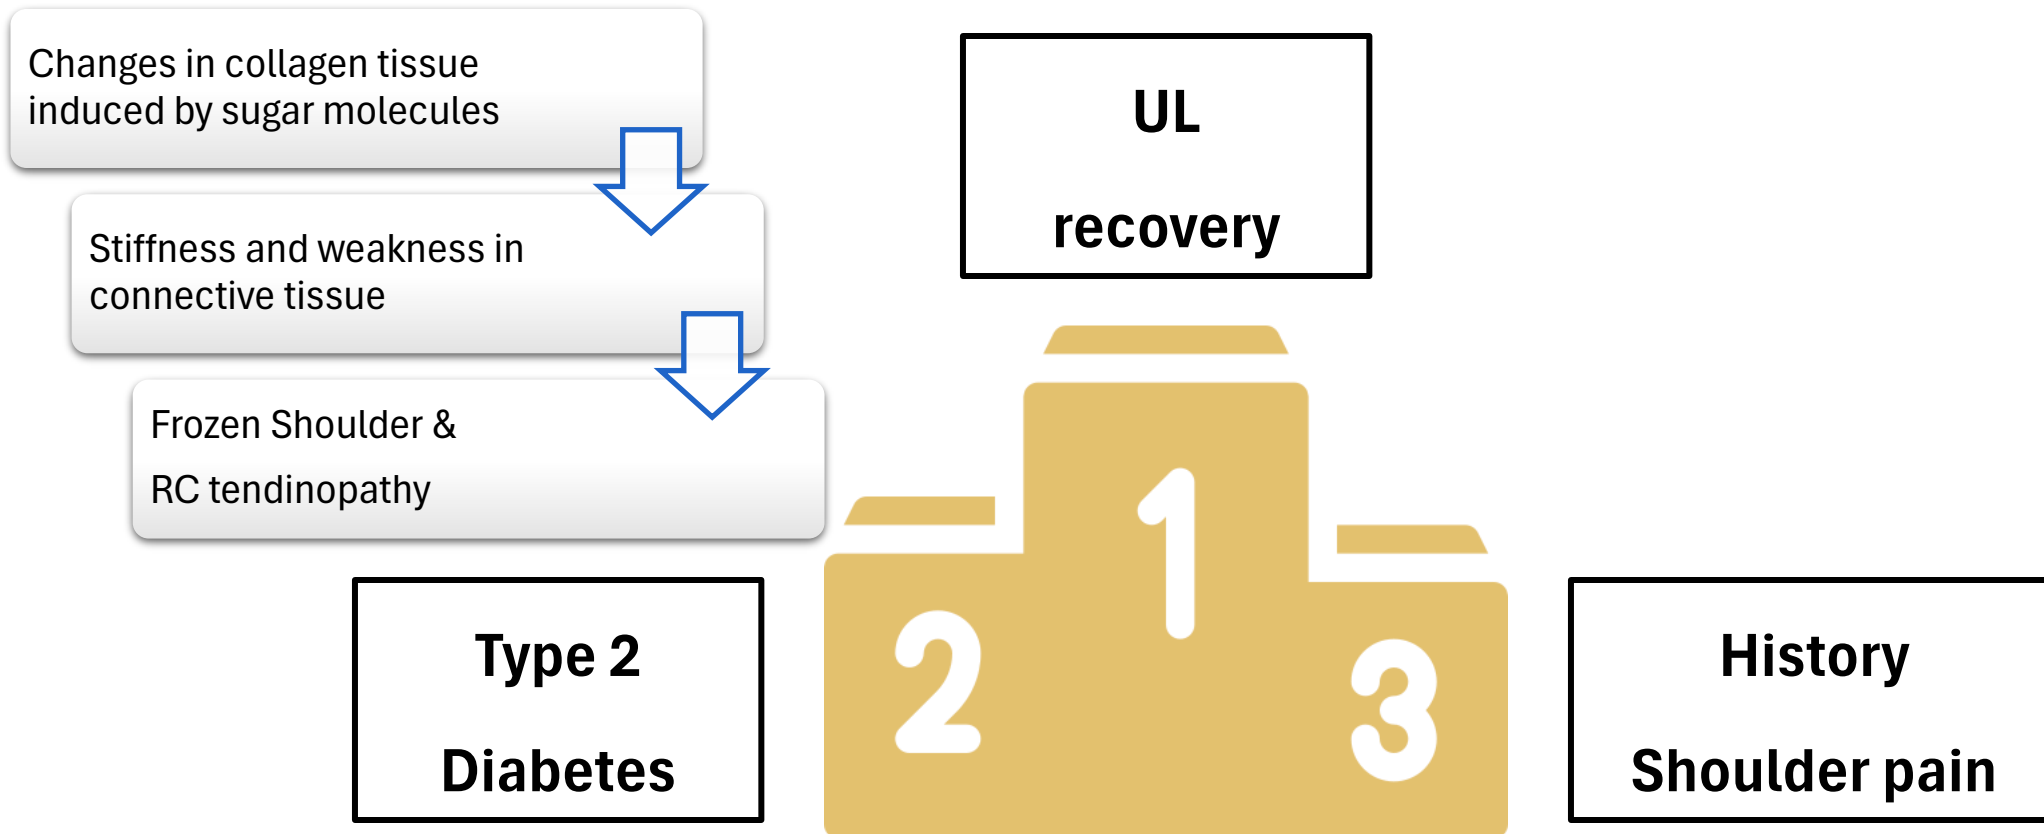 Changes in collagen tissue
induced by sugar molecules
Stiffness and weakness in
connective tissue
Frozen Shoulder &
RC tendinopathy
UL
recovery
1
2
3
Type 2
Diabetes
History
Shoulder pain